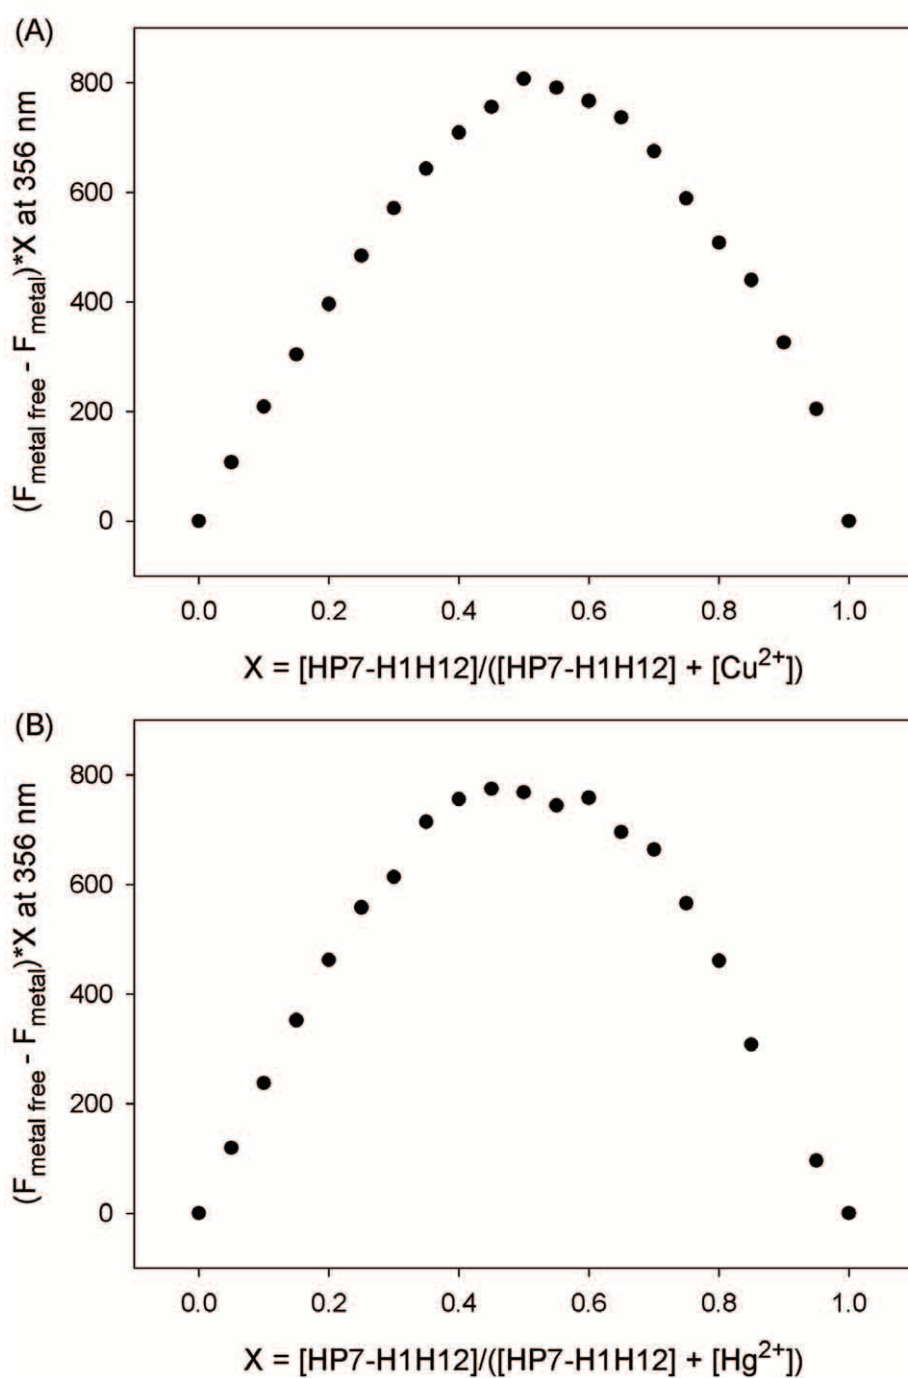 (A)
800
600
400
200
0
(F_metal free - F_metal)*X at 356 nm
0.0 0.2 0.4 0.6 0.8 1.0
X = [HP7-H1H12]/([HP7-H1H12] + [Cu²⁺])
(B)
800
600
400
200
0
(F_metal free - F_metal)*X at 356 nm
0.0 0.2 0.4 0.6 0.8 1.0
X = [HP7-H1H12]/([HP7-H1H12] + [Hg²⁺])